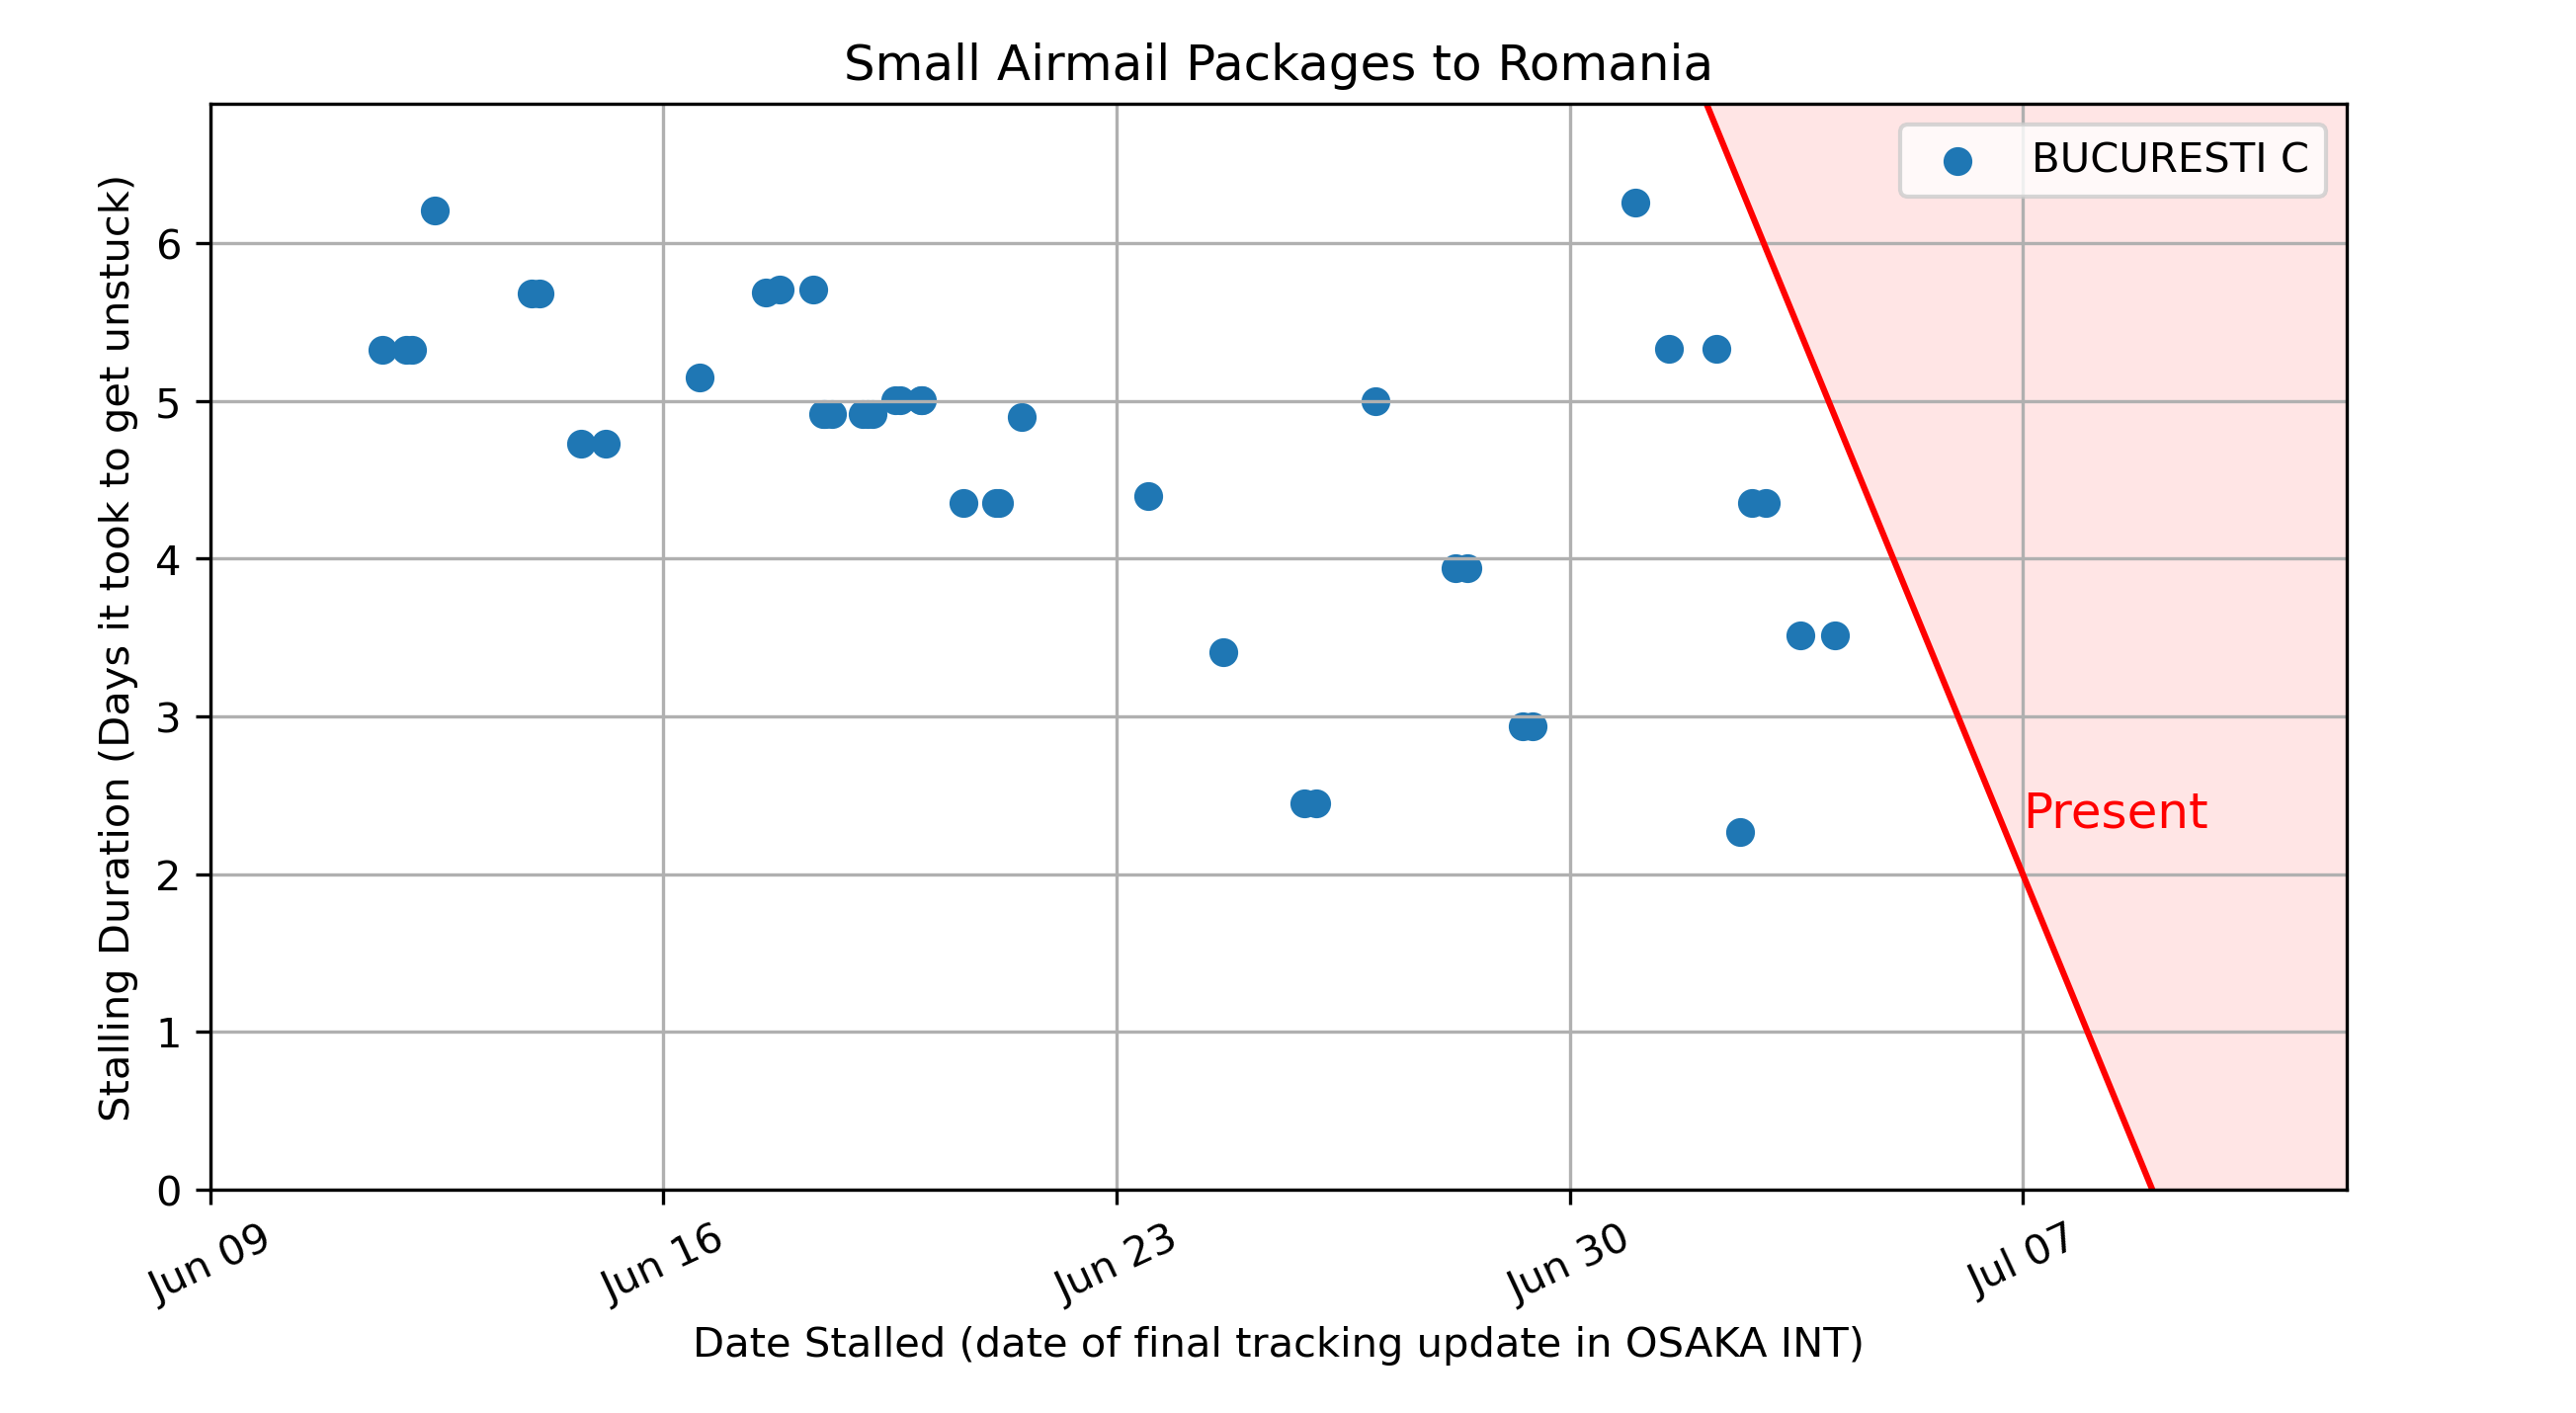 Small Airmail Packages to Romania
BUCURESTI C
Stalling Duration (Days it took to get unstuck)
6
5
4
3
2
1
0
Present
Jun 09
Jun 16
Jun 23
Jun 30
Jul 07
Date Stalled (date of final tracking update in OSAKA INT)